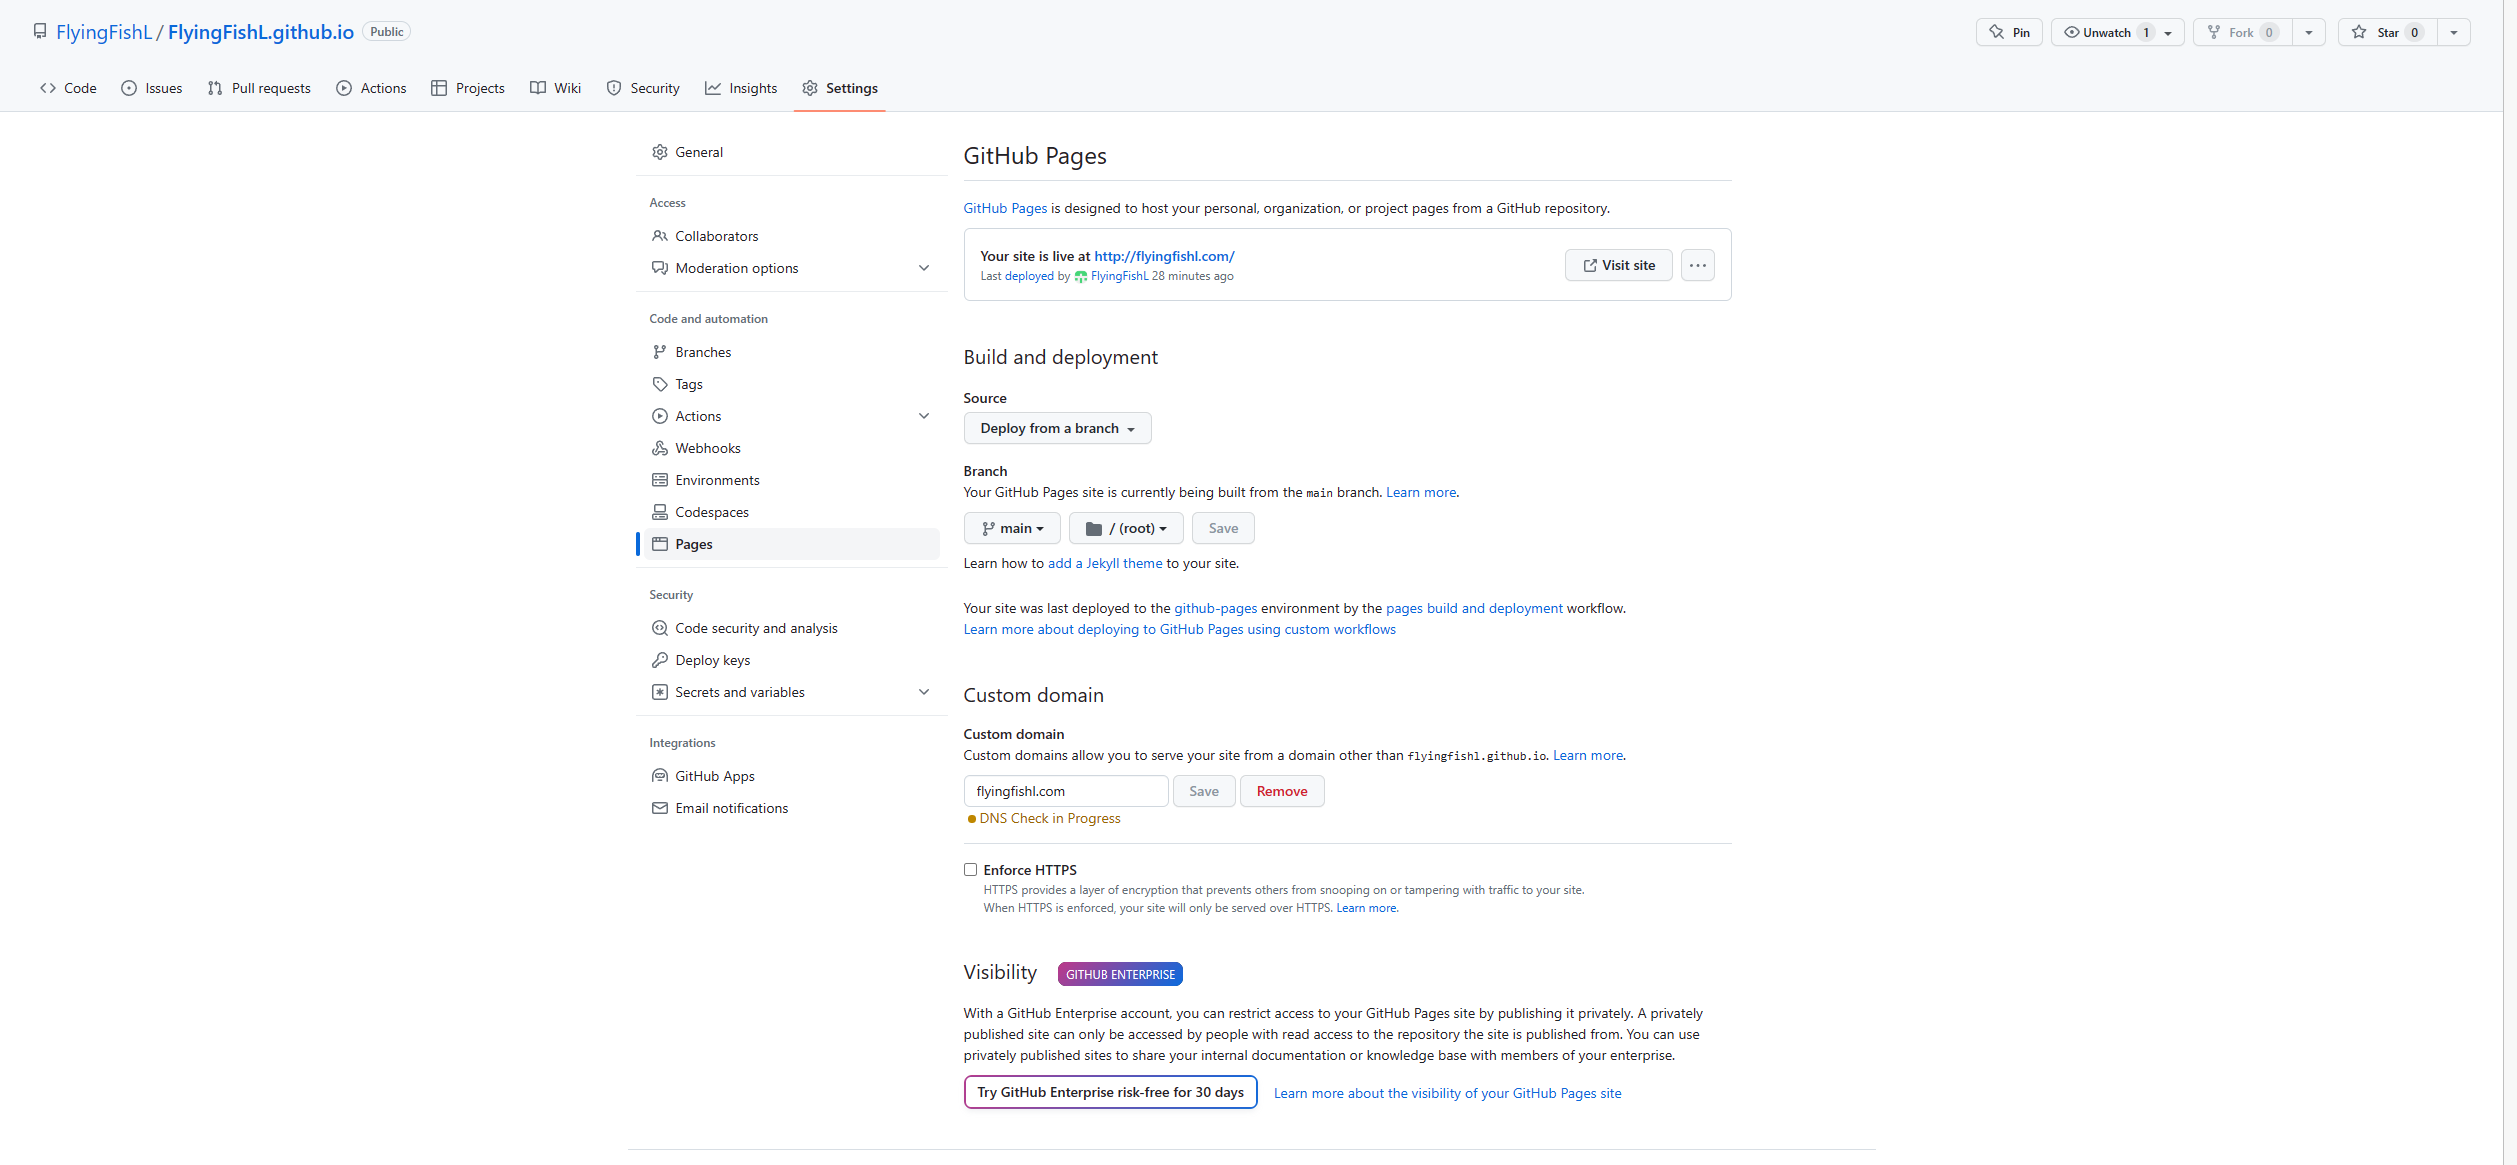 FlyingFishL / FlyingFishL.github.io Public
Pin
Unwatch 1
Fork 0
Star 0
Code
Issues
Pull requests
Actions
Projects
Wiki
Security
Insights
Settings
General
Access
Collaborators
Moderation options
Code and automation
Branches
Tags
Actions
Webhooks
Environments
Codespaces
Pages
Security
Code security and analysis
Deploy keys
Secrets and variables
Integrations
GitHub Apps
Email notifications
GitHub Pages
GitHub Pages is designed to host your personal, organization, or project pages from a GitHub repository.
Your site is live at http://flyingfishl.com/
Last deployed by FlyingFishL 28 minutes ago
Visit site
Build and deployment
Source
Deploy from a branch
Branch
Your GitHub Pages site is currently being built from the main branch. Learn more.
main
/ (root)
Save
Learn how to add a Jekyll theme to your site.
Your site was last deployed to the github-pages environment by the pages build and deployment workflow.
Learn more about deploying to GitHub Pages using custom workflows
Custom domain
Custom domain
Custom domains allow you to serve your site from a domain other than flyingfishl.github.io. Learn more.
flyingfishl.com
Save
Remove
DNS Check in Progress
Enforce HTTPS
HTTPS provides a layer of encryption that prevents others from snooping on or tampering with traffic to your site.
When HTTPS is enforced, your site will only be served over HTTPS. Learn more.
Visibility
GITHUB ENTERPRISE
With a GitHub Enterprise account, you can restrict access to your GitHub Pages site by publishing it privately. A privately
published site can only be accessed by people with read access to the repository the site is published from. You can use
privately published sites to share your internal documentation or knowledge base with members of your enterprise.
Try GitHub Enterprise risk-free for 30 days
Learn more about the visibility of your GitHub Pages site